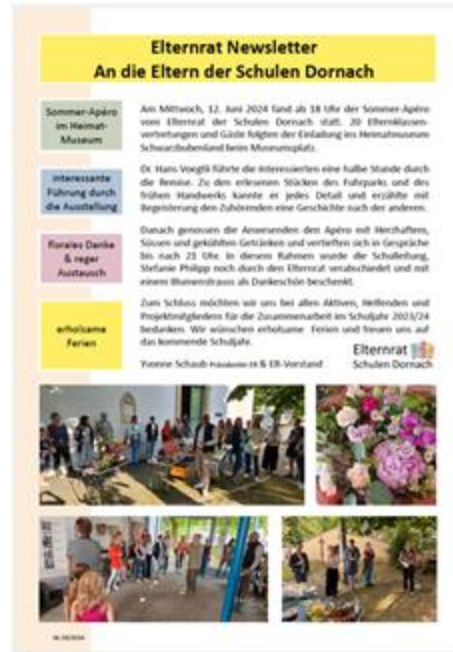 Elternrat Newsletter
An die Eltern der Schulen Dornach
Sommer-Apéro
im Heimat-
Museum
Am Mittwoch, 12. Juni 2024 fand ab 18 Uhr der Sommer-Apéro
vom Elternrat der Schulen Dornach statt. 20 Elternklassen-
vertretungen und Gäste folgten der Einladung ins Heimatmuseum
Schwarzbubenland beim Museumsplatz.
interessante
Führung durch
die Ausstellung
Dr. Hans Voegtli führte die Interessierten eine halbe Stunde durch
die Remise. Zu den erlesenen Stücken des Fuhrparks und des
frühen Handwerks kannte er jedes Detail und erzählte mit
Begeisterung den Zuhörenden eine Geschichte nach der anderen.
florales Danke
& reger
Austausch
Danach genossen die Anwesenden den Apéro mit Herzhaftem,
Süssen und gekühlten Getränken und vertieften sich in Gespräche
bis nach 21 Uhr. In diesem Rahmen wurde die Schulleitung,
Stefanie Philipp noch durch den Elternrat verabschiedet und mit
einem Blumenstrauss als Dankeschön beschenkt.
erholsame
Ferien
Zum Schluss möchten wir uns bei allen Aktiven, Helfenden und
Projektmitgliedern für die Zusammenarbeit im Schuljahr 2023/24
bedanken. Wir wünschen erholsame Ferien und freuen uns auf
das kommende Schuljahr.
Yvonne Schaub Präsidentin ER & ER-Vorstand
Elternrat
Schulen Dornach